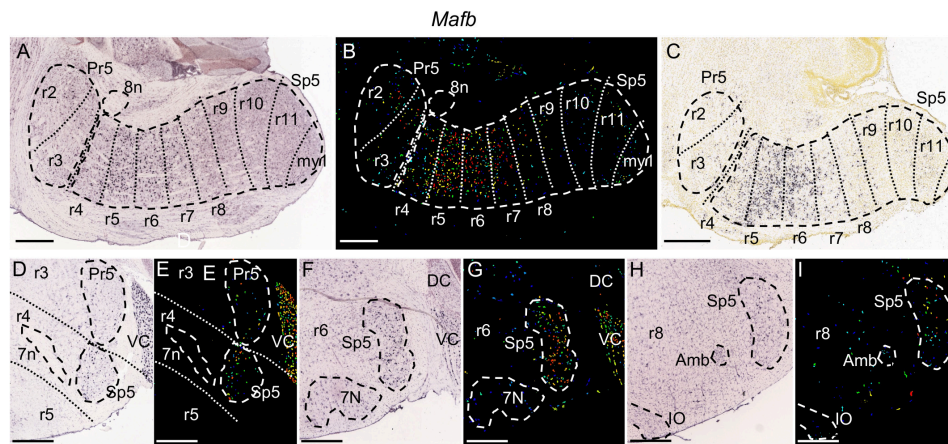 Mafb
A
Pr5
8n
Sp5
r2
r3
r4
r5
r6
r7
r8
r9
r10
r11
my1
B
Pr5
8n
Sp5
r2
r3
r4
r5
r6
r7
r8
r9
r10
r11
my1
C
Pr5
Sp5
r2
r3
r4
r5
r6
r7
r8
r9
r10
r11
D
r3
Pr5
r4
7n
VC
Sp5
r5
E
r3
E
Pr5
r4
7n
VC
Sp5
r5
F
DC
r6
Sp5
VC
7N
G
DC
r6
Sp5
VC
7N
H
Sp5
r8
Amb
IO
I
Sp5
r8
Amb
IO